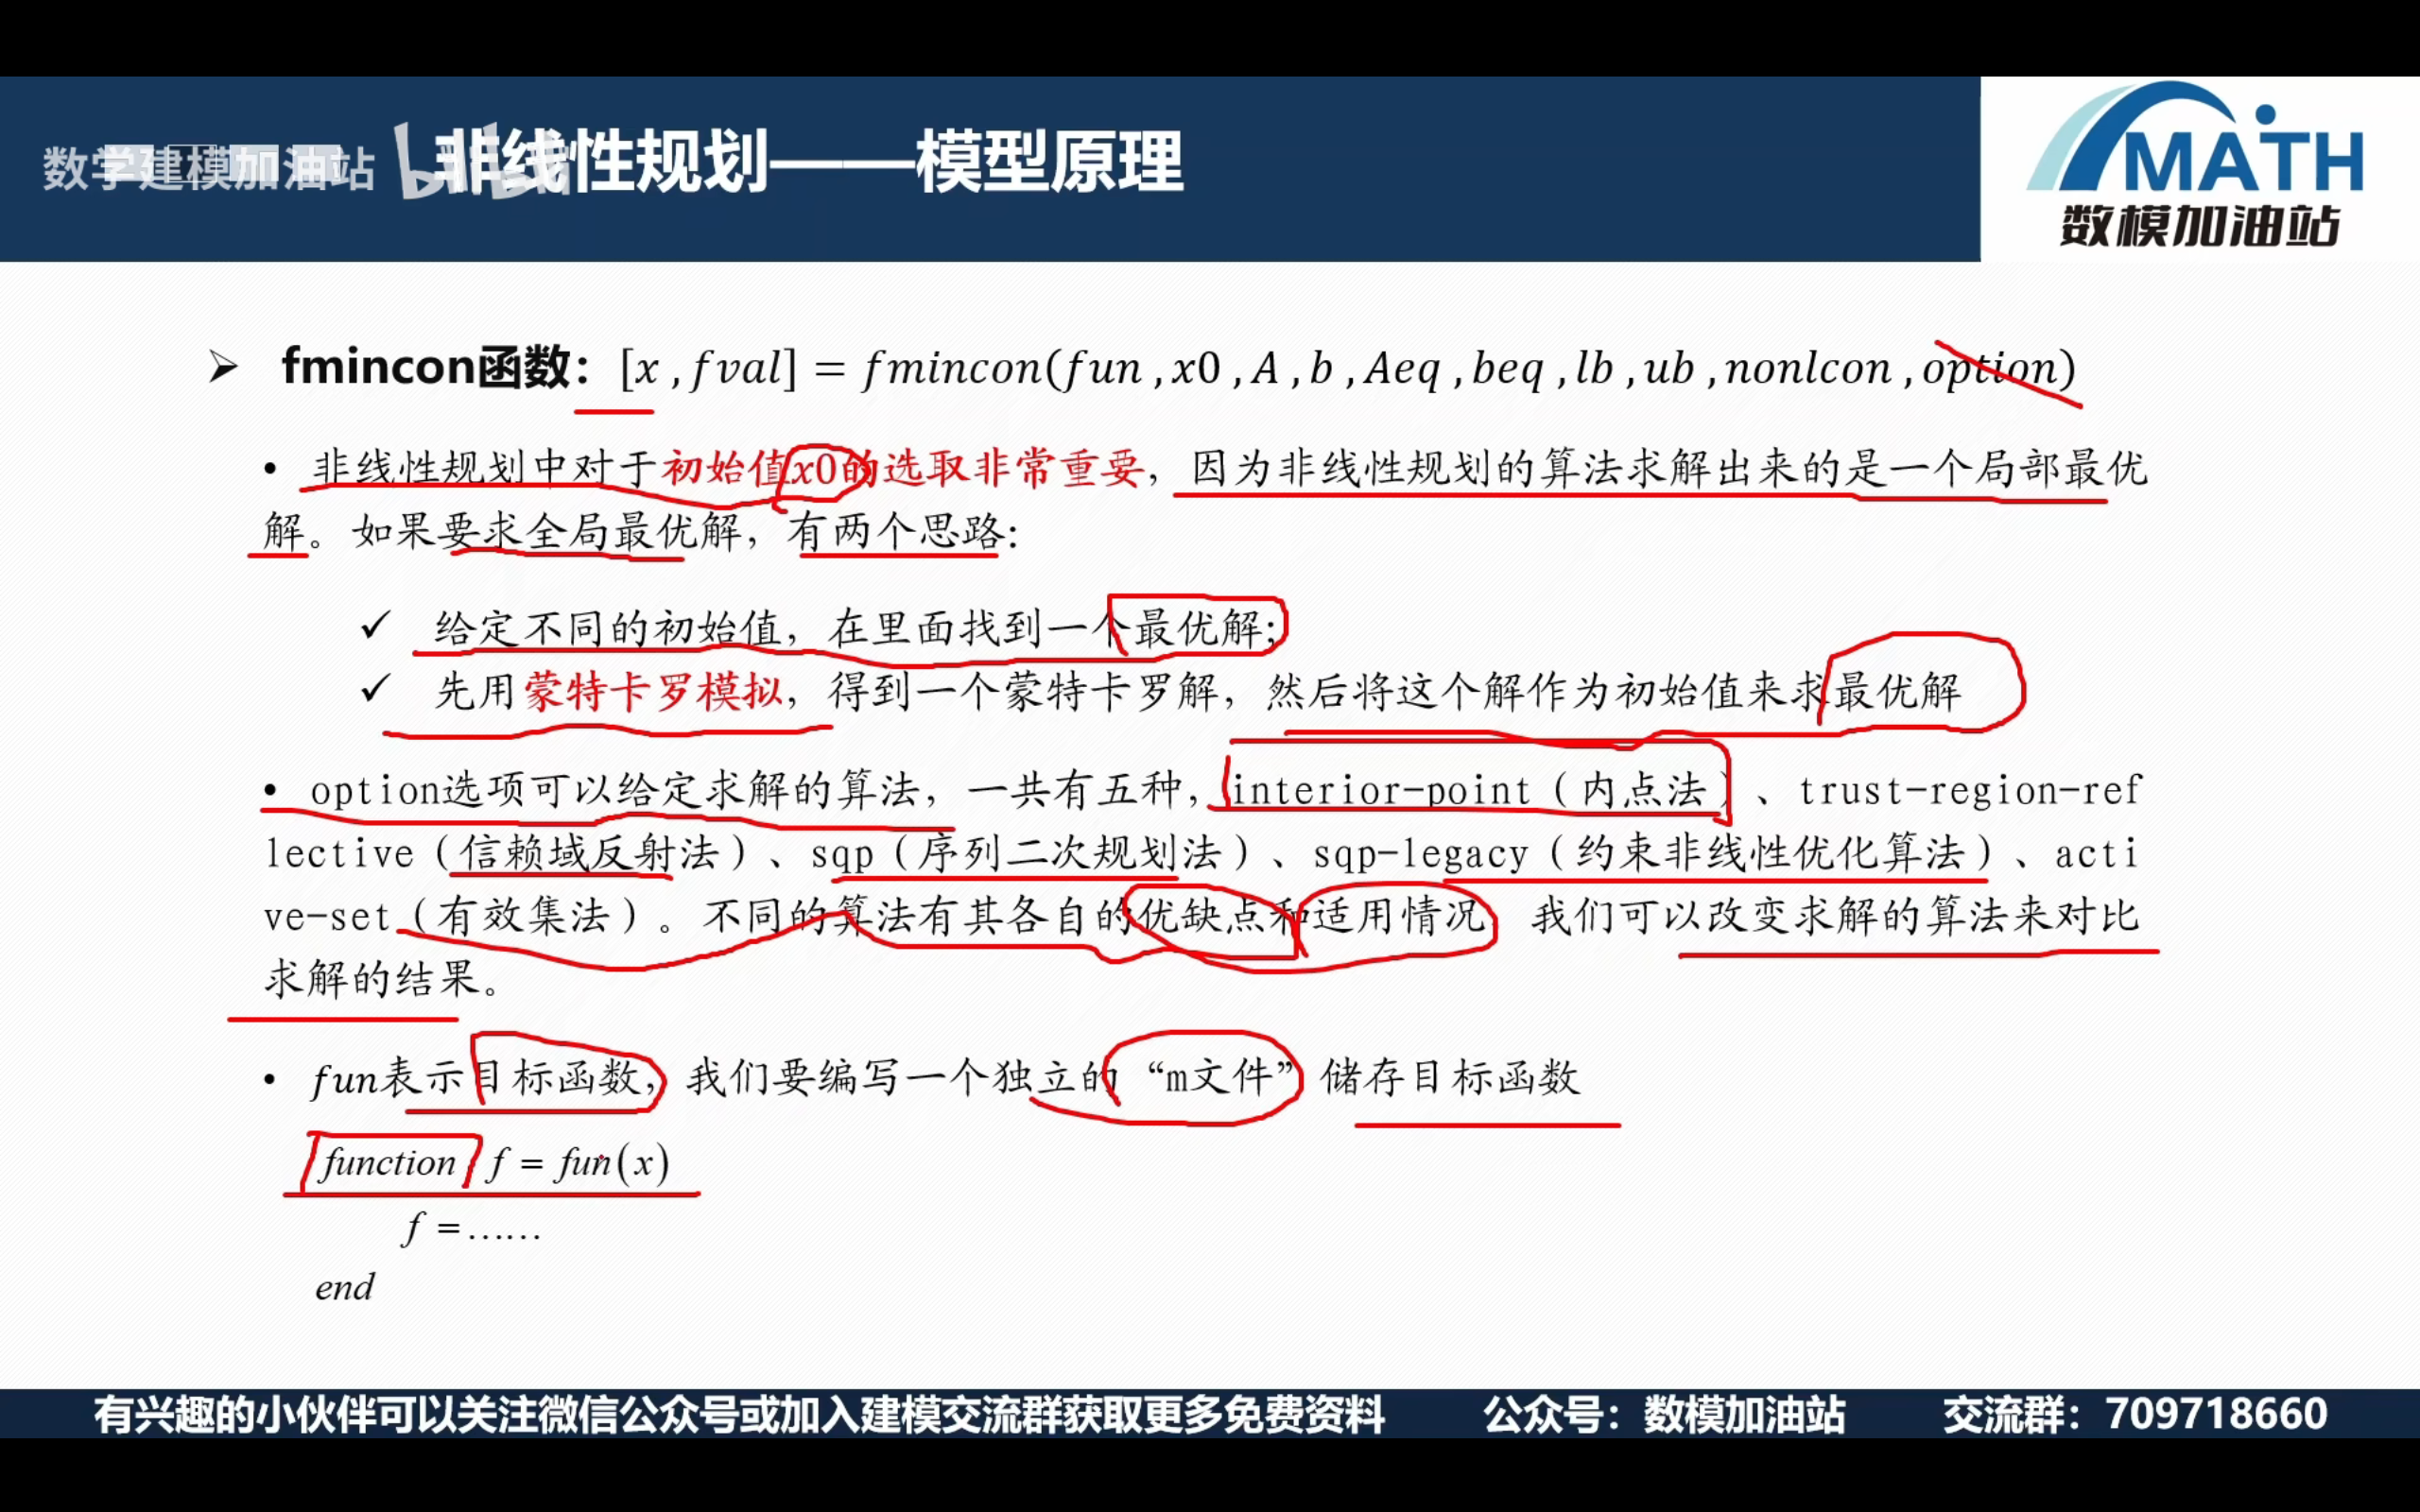 数学建模加油站 bilibili 非线性规划——模型原理
MATH
数模加油站
➢ fmincon函数：[x ,fval] = fmincon(fun ,x0 ,A ,b ,Aeq ,beq ,lb ,ub ,nonlcon ,option)
• 非线性规划中对于初始值x0的选取非常重要，因为非线性规划的算法求解出来的是一个局部最优
解。如果要求全局最优解，有两个思路：
✓ 给定不同的初始值，在里面找到一个最优解；
✓ 先用蒙特卡罗模拟，得到一个蒙特卡罗解，然后将这个解作为初始值来求最优解
• option选项可以给定求解的算法，一共有五种，interior-point（内点法）、trust-region-ref
lective（信赖域反射法）、sqp（序列二次规划法）、sqp-legacy（约束非线性优化算法）、acti
ve-set（有效集法）。不同的算法有其各自的优缺点和适用情况，我们可以改变求解的算法来对比
求解的结果。
• fun表示目标函数，我们要编写一个独立的“m文件”储存目标函数
function f = fun(x)
f = ……
end
有兴趣的小伙伴可以关注微信公众号或加入建模交流群获取更多免费资料 公众号：数模加油站 交流群：709718660